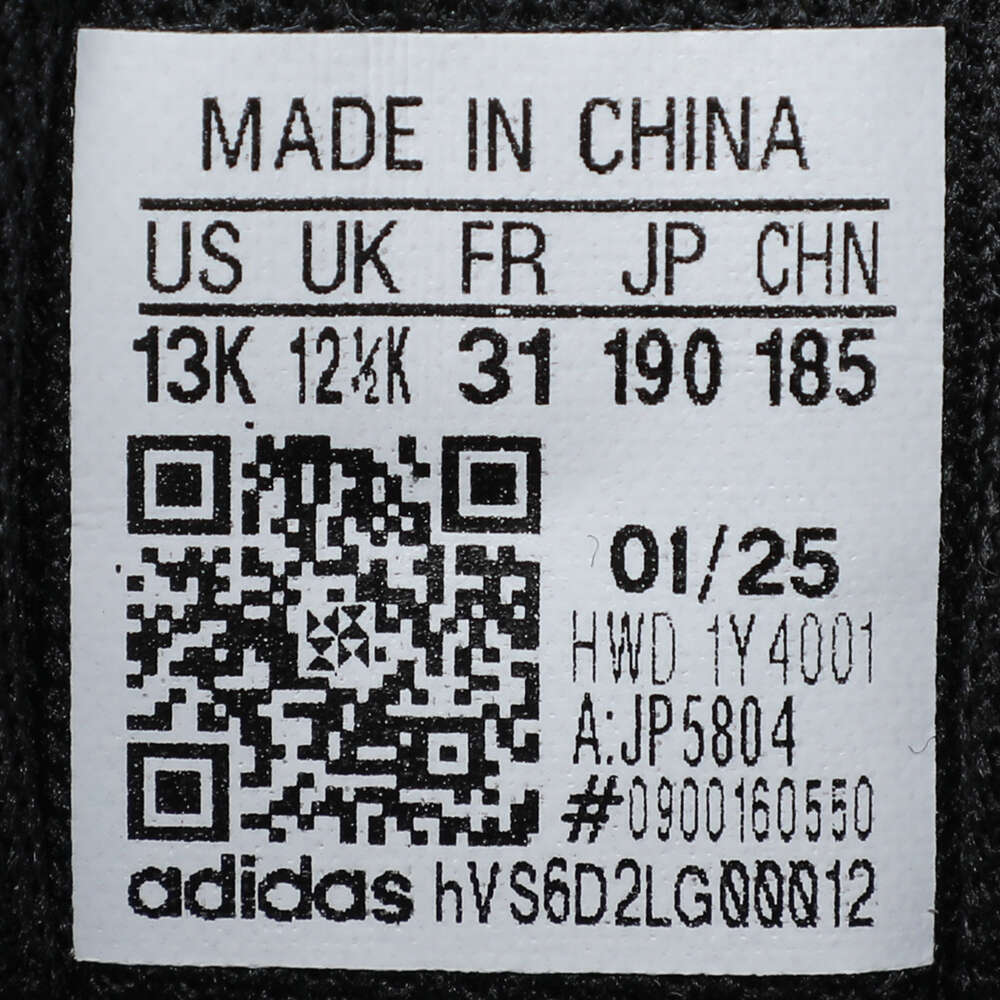 MADE IN CHINA
US UK FR JP CHN
13K 12½K 31 190 185
01/25
HWD 1Y4001
A:JP5804
#0900160550
adidas hVS6D2LG00012